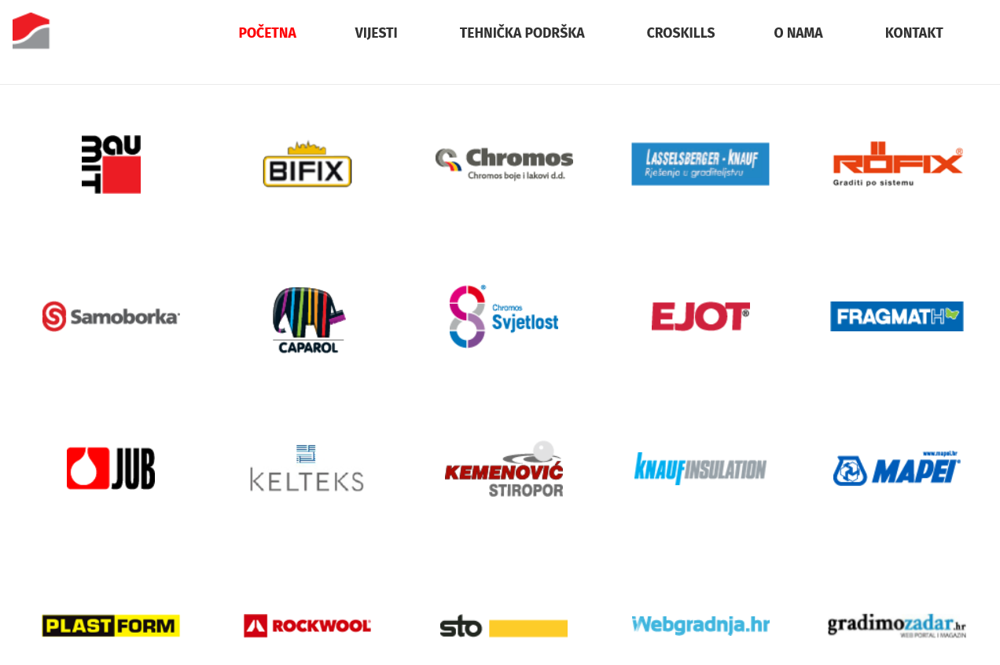 POČETNA VIJESTI TEHNIČKA PODRŠKA CROSKILLS O NAMA KONTAKT
bauMIT
BIFIX
Chromos
Chromos boje i lakovi d.d.
LASSELSBERGER - KNAUF
Rješenja u graditeljstvu
RÖFIX®
Graditi po sistemu
Samoborka
CAPAROL
Chromos
Svjetlost®
EJOT®
FRAGMATH
JUB
KELTEKS
KEMENOVIĆ
STIROPOR
KNAUFINSULATION
www.mapei.hr
MAPEI®
PLASTFORM
ROCKWOOL
sto
Webgradnja.hr
gradimozadar.hr
WEB PORTAL I MAGAZIN